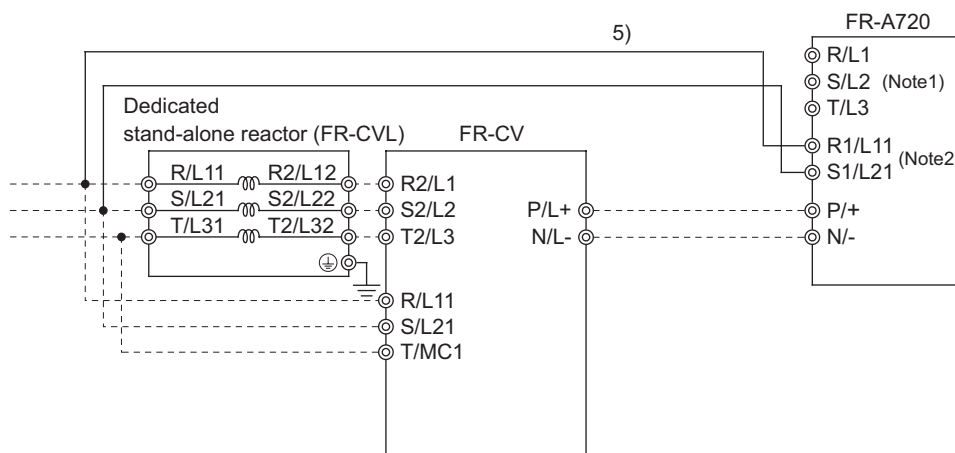 FR-A720
5)
R/L1
S/L2 (Note1)
T/L3
Dedicated
stand-alone reactor (FR-CVL)
FR-CV
R1/L11
(Note2
S1/L21
R/L11 R2/L12
R2/L1
S/L21 S2/L22
S2/L2
P/L+
P/+
T/L31 T2/L32
T2/L3
N/L-
N/-
R/L11
S/L21
T/MC1